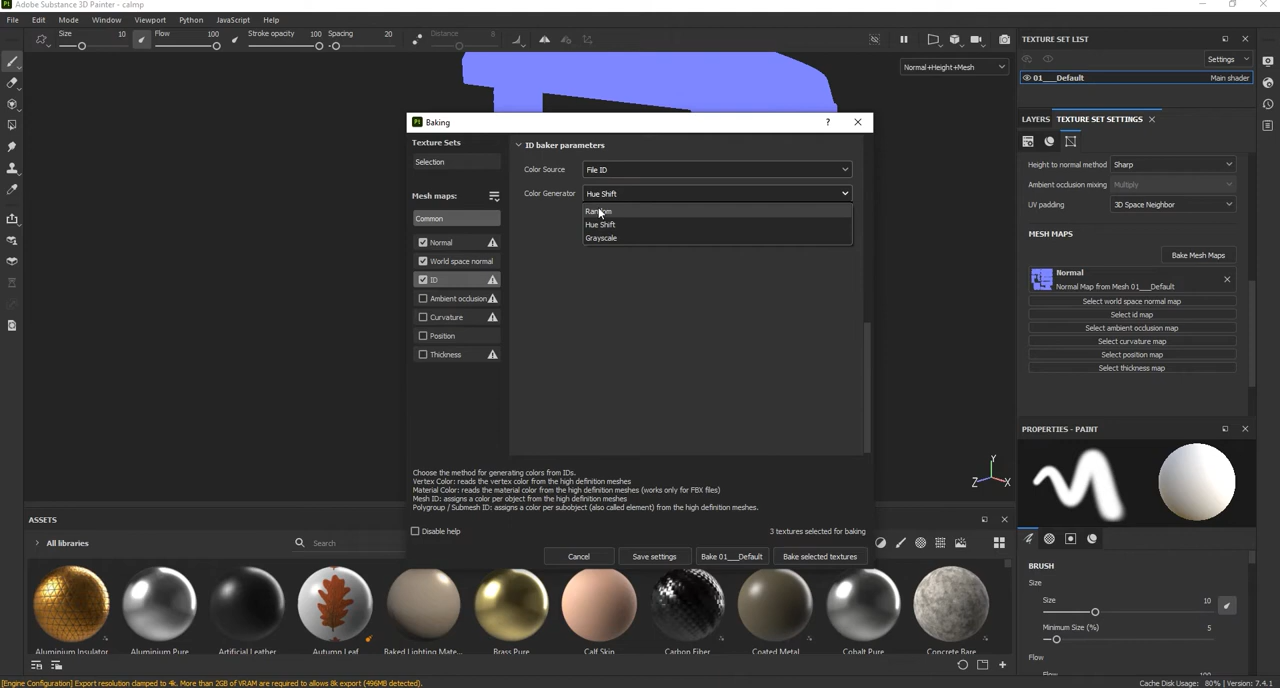 Adobe Substance 3D Painter - calmp
File Edit Mode Window Viewport Python JavaScript Help
Size 10 Flow 100 Stroke opacity 100 Spacing 20 Distance 8
Normal+Height+Mesh
TEXTURE SET LIST
Settings
01___Default Main shader
LAYERS TEXTURE SET SETTINGS
Height to normal method Sharp
Ambient occlusion mixing Multiply
UV padding 3D Space Neighbor
MESH MAPS
Bake Mesh Maps
Normal
Normal Map from Mesh 01___Default
Select world space normal map
Select id map
Select ambient occlusion map
Select curvature map
Select position map
Select thickness map
PROPERTIES - PAINT
BRUSH
Size
Size 10
Minimum Size (%) 5
Flow
Baking
?
Texture Sets
Selection
Mesh maps:
Common
Normal
World space normal
ID
Ambient occlusion
Curvature
Position
Thickness
ID baker parameters
Color Source File ID
Color Generator Hue Shift
Random
Hue Shift
Grayscale
Choose the method for generating colors from IDs.
Vertex Color: reads the vertex color from the high definition meshes
Material Color: reads the material color from the high definition meshes (works only for FBX files)
Mesh ID: assigns a color per object from the high definition meshes
Polygroup / Submesh ID: assigns a color per subobject (also called element) from the high definition meshes.
Disable help
3 textures selected for baking
Cancel Save settings Bake 01___Default Bake selected textures
Y
Z X
ASSETS
All libraries
Search
Aluminium Insulator Aluminium Pure Artificial Leather Autumn Leaf Baked Lighting Mate... Brass Pure Calf Skin Carbon Fiber Coated Metal Cobalt Pure Concrete Bare
[Engine Configuration] Export resolution clamped to 4k. More than 2GB of VRAM are required to allows 8k export (496MB detected).
Cache Disk Usage: 80% | Version: 7.4.1